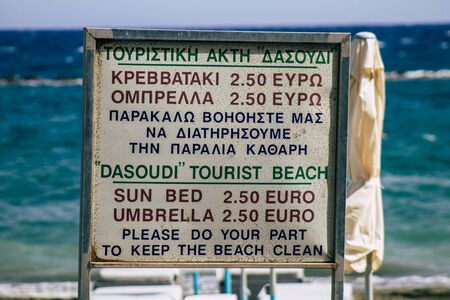 ΤΟΥΡΙΣΤΙΚΗ ΑΚΤΗ "ΔΑΣΟΥΔΙ
ΚΡΕΒΒΑΤΑΚΙ 2.50 ΕΥΡΩ
ΟΜΠΡΕΛΛΑ 2.50 ΕΥΡΩ
ΠΑΡΑΚΑΛΩ ΒΟΗΟΗΣΤΕ ΜΑΣ
ΝΑ ΔΙΑΤΗΡΗΣΟΥΜΕ
ΤΗΝ ΠΑΡΑΛΙΑ ΚΑΘΑΡΗ
"DASOUDI" TOURIST BEACH
SUN BED 2.50 EURO
UMBRELLA 2.50 EURO
PLEASE DO YOUR PART
TO KEEP THE BEACH CLEAN